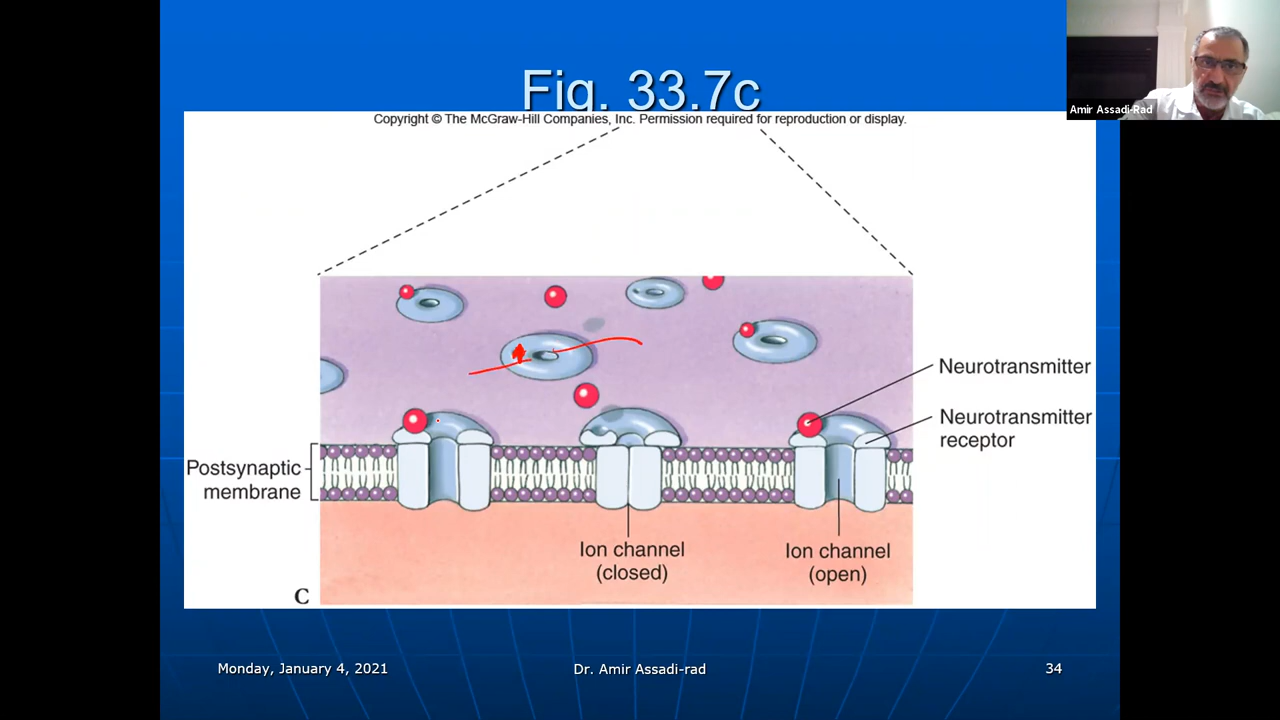 Fig. 33.7c
Amir Assadi-Rad
Copyright © The McGraw-Hill Companies, Inc. Permission required for reproduction or display.
Neurotransmitter
Neurotransmitter
receptor
Postsynaptic
membrane
Ion channel
(closed)
Ion channel
(open)
C
Monday, January 4, 2021
Dr. Amir Assadi-rad
34